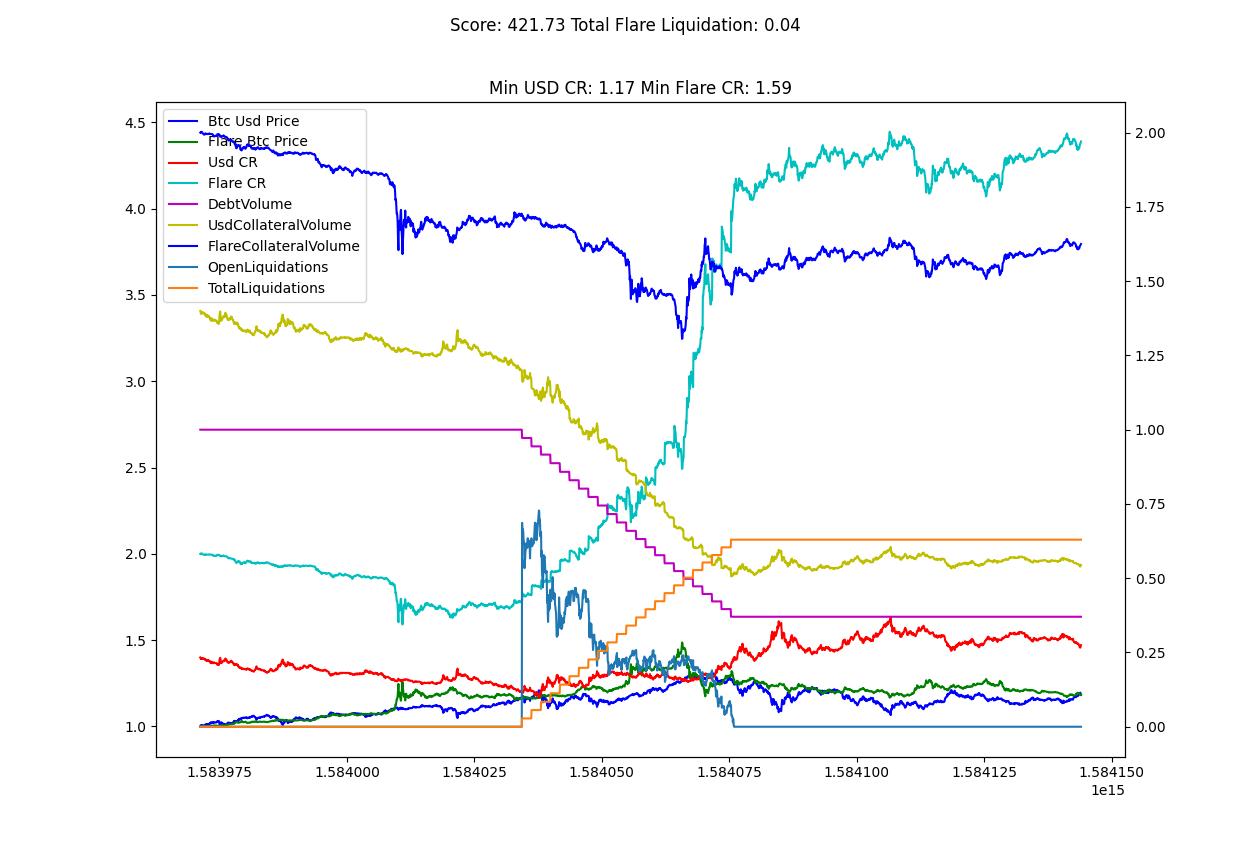 Score: 421.73 Total Flare Liquidation: 0.04
Min USD CR: 1.17 Min Flare CR: 1.59
Btc Usd Price
Flare Btc Price
Usd CR
Flare CR
DebtVolume
UsdCollateralVolume
FlareCollateralVolume
OpenLiquidations
TotalLiquidations
4.5
4.0
3.5
3.0
2.5
2.0
1.5
1.0
2.00
1.75
1.50
1.25
1.00
0.75
0.50
0.25
0.00
1.583975 1.584000 1.584025 1.584050 1.584075 1.584100 1.584125 1.584150
1e15